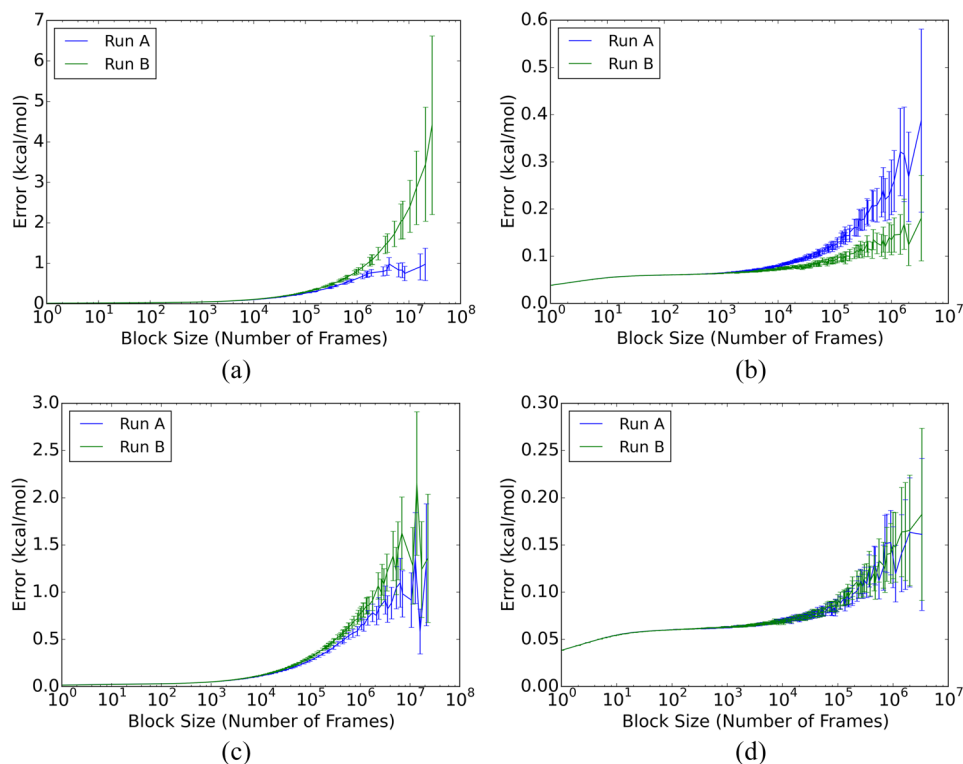 7
6
5
4
3
2
1
0
Error (kcal/mol)
Run A
Run B
10^0 10^1 10^2 10^3 10^4 10^5 10^6 10^7 10^8
Block Size (Number of Frames)
(a)
0.6
0.5
0.4
0.3
0.2
0.1
0.0
Error (kcal/mol)
Run A
Run B
10^0 10^1 10^2 10^3 10^4 10^5 10^6 10^7
Block Size (Number of Frames)
(b)
3.0
2.5
2.0
1.5
1.0
0.5
0.0
Error (kcal/mol)
Run A
Run B
10^0 10^1 10^2 10^3 10^4 10^5 10^6 10^7 10^8
Block Size (Number of Frames)
(c)
0.30
0.25
0.20
0.15
0.10
0.05
0.00
Error (kcal/mol)
Run A
Run B
10^0 10^1 10^2 10^3 10^4 10^5 10^6 10^7
Block Size (Number of Frames)
(d)